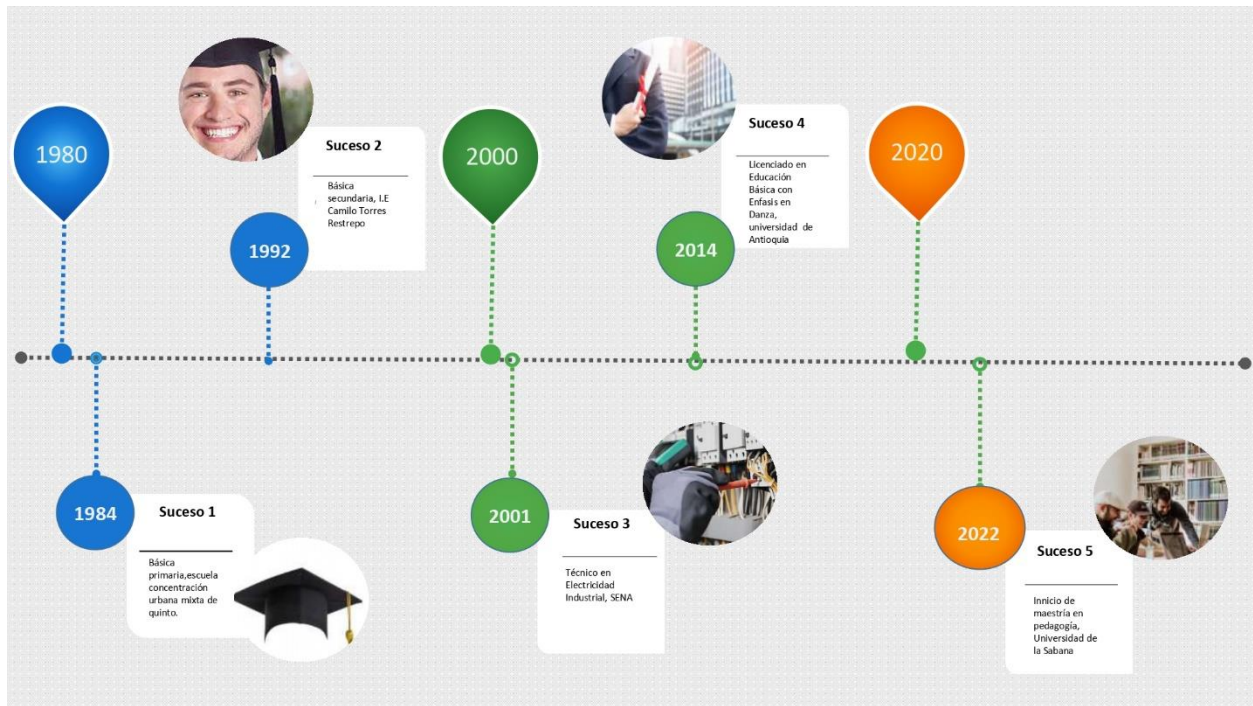 1980
Suceso 2
Básica
secundaria, I.E
Camilo Torres
Restrepo
1992
2000
Suceso 4
Licenciado en
Educación
Básica con
Enfasis en
Danza,
universidad de
Antioquia
2014
2020
1984
Suceso 1
Básica
primaria,escuela
concentración
urbana mixta de
quinto.
2001
Suceso 3
Técnico en
Electricidad
Industrial, SENA
2022
Suceso 5
Innicio de
maestría en
pedagogía,
Universidad de
la Sabana